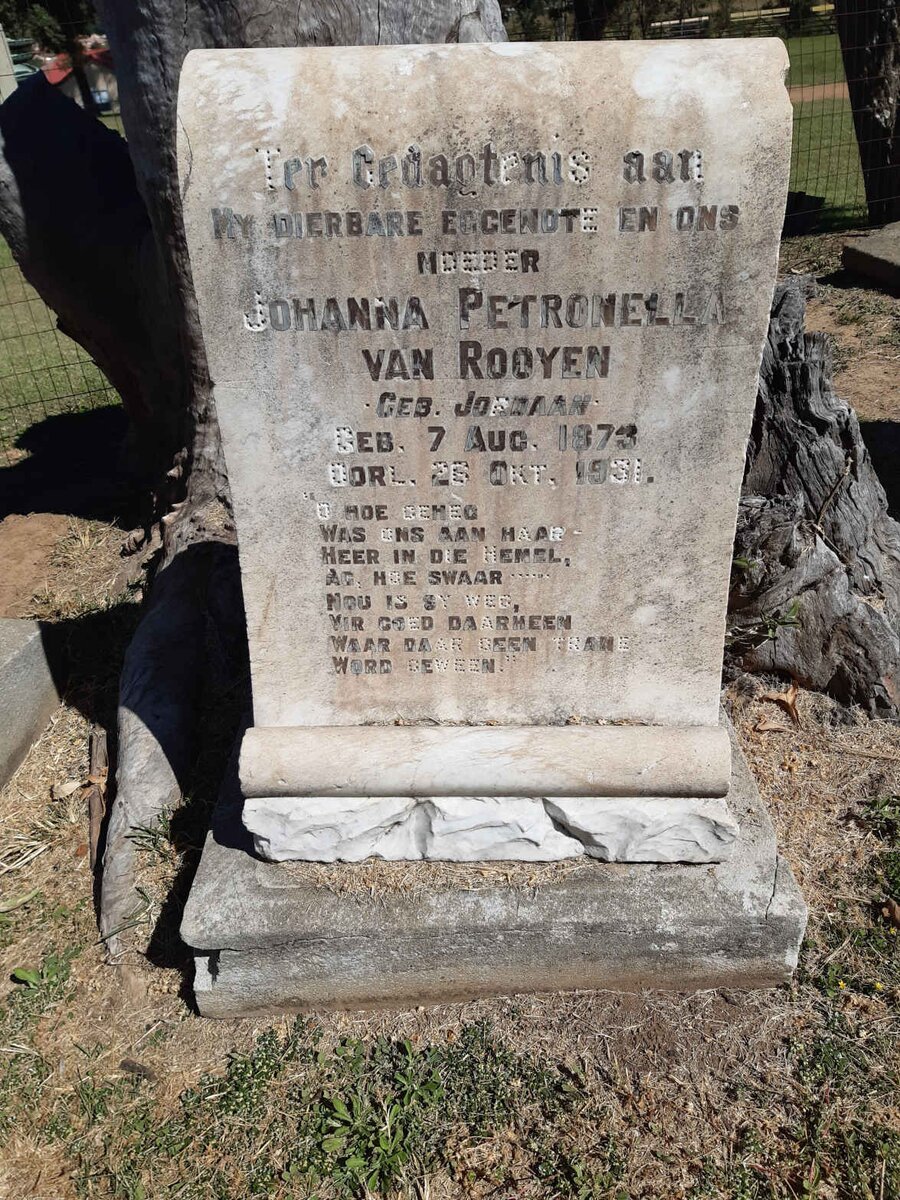 Ter Gedagtenis aan
MY DIERBARE EGGENOTE EN ONS
MOEDER
JOHANNA PETRONELLA
VAN ROOYEN
·GEB. JORDAAN·
GEB. 7 AUG. 1873
OORL. 26 OKT. 1931.
"O HOE GEHEG
WAS ONS AAN HAAR –
HEER IN DIE HEMEL,
AG, HOE SWAAR ......
NOU IS SY WEG,
VIR GOED DAARHEEN
WAAR DAAR GEEN TRANE
WORD GEWEEN."